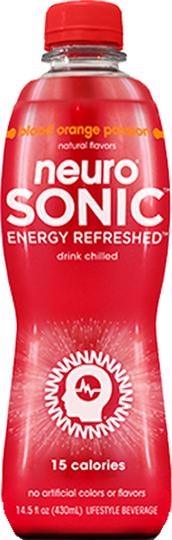 blood orange passion
natural flavors
neuro®
SONIC™
ENERGY REFRESHED™
drink chilled
15 calories
no artificial colors or flavors
14.5 fl oz (430mL) LIFESTYLE BEVERAGE